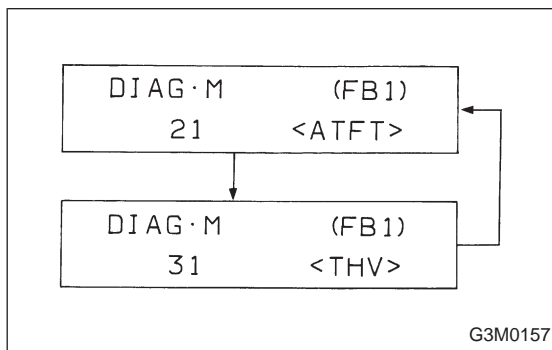 DIAG·M (FB1)
21 <ATFT>
DIAG·M (FB1)
31 <THV>
G3M0157